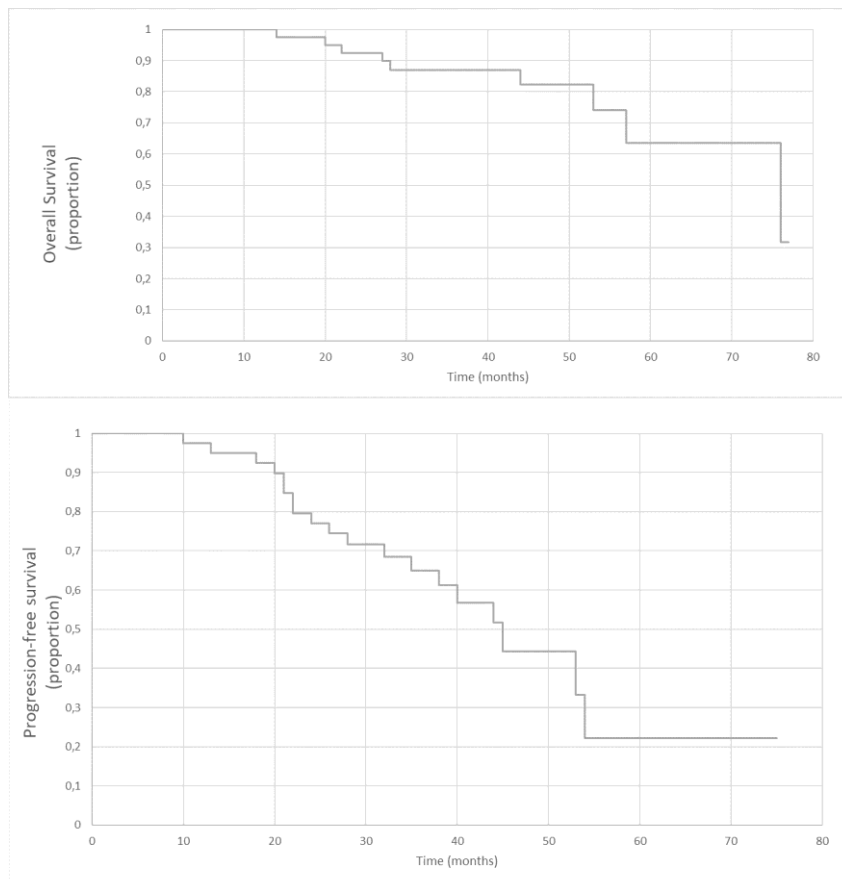 Overall Survival
(proportion)
1
0,9
0,8
0,7
0,6
0,5
0,4
0,3
0,2
0,1
0
0 10 20 30 40 50 60 70 80
Time (months)
Progression-free survival
(proportion)
1
0,9
0,8
0,7
0,6
0,5
0,4
0,3
0,2
0,1
0
0 10 20 30 40 50 60 70 80
Time (months)